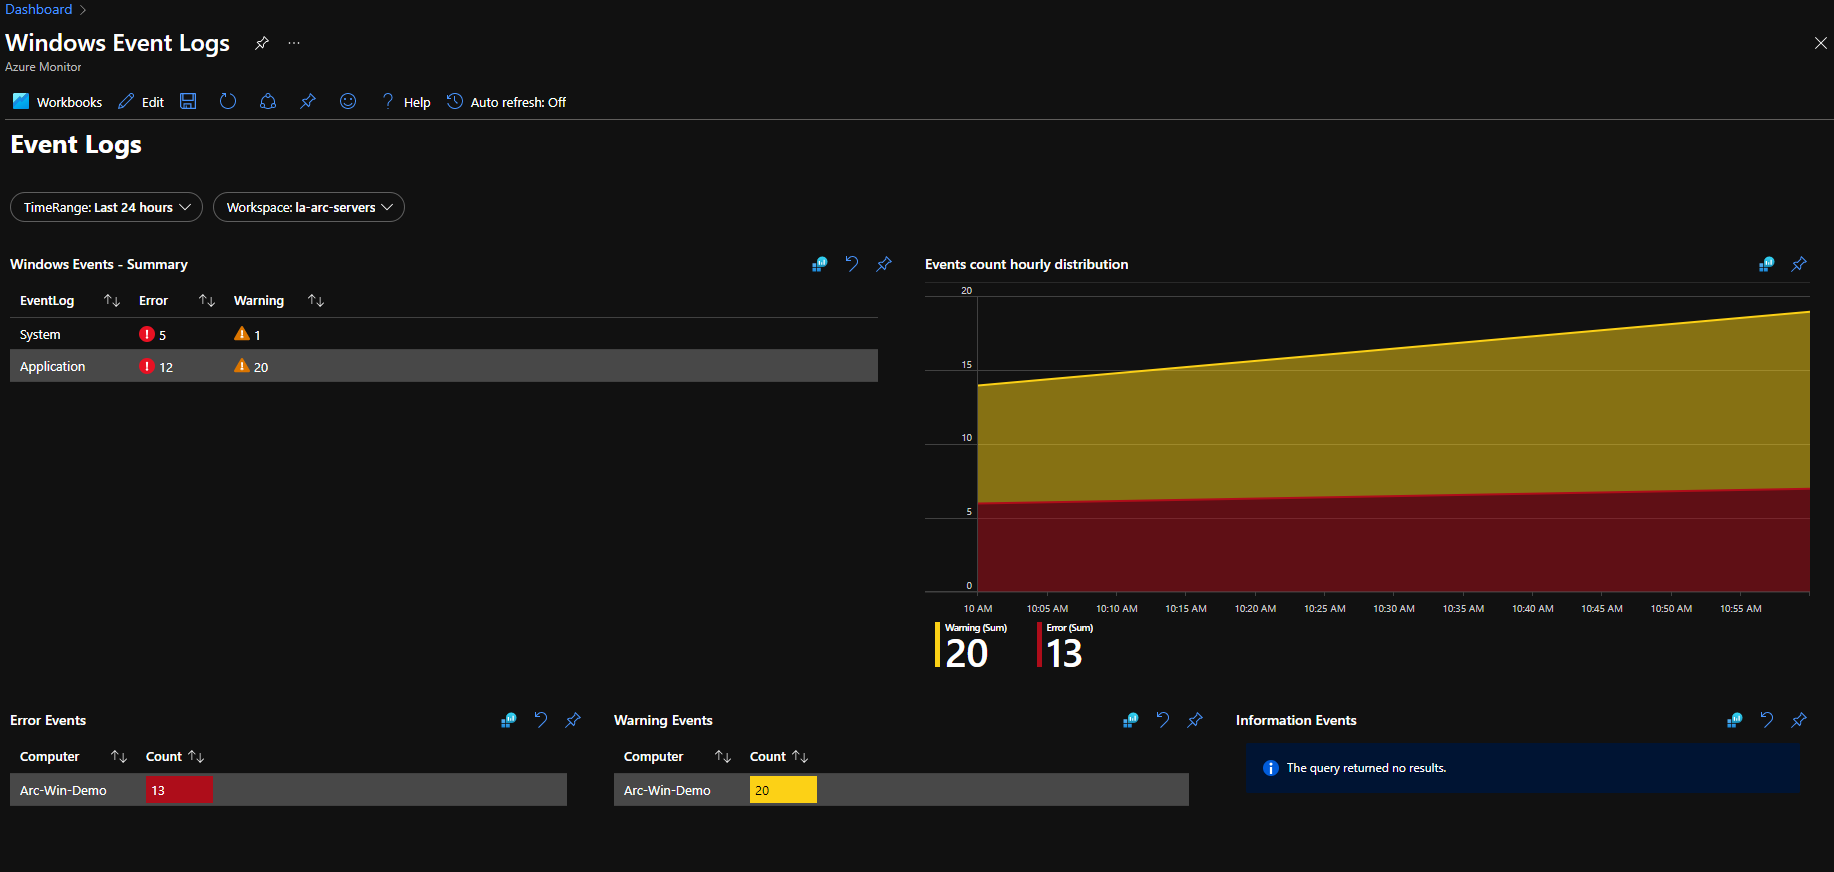 Dashboard
Windows Event Logs
Azure Monitor
Workbooks Edit Help Auto refresh: Off
Event Logs
TimeRange: Last 24 hours Workspace: la-arc-servers
Windows Events - Summary
EventLog Error Warning
System 5 1
Application 12 20
Events count hourly distribution
20
15
10
5
0
10 AM 10:05 AM 10:10 AM 10:15 AM 10:20 AM 10:25 AM 10:30 AM 10:35 AM 10:40 AM 10:45 AM 10:50 AM 10:55 AM
Warning (Sum) Error (Sum)
20 13
Error Events
Computer Count
Arc-Win-Demo 13
Warning Events
Computer Count
Arc-Win-Demo 20
Information Events
The query returned no results.